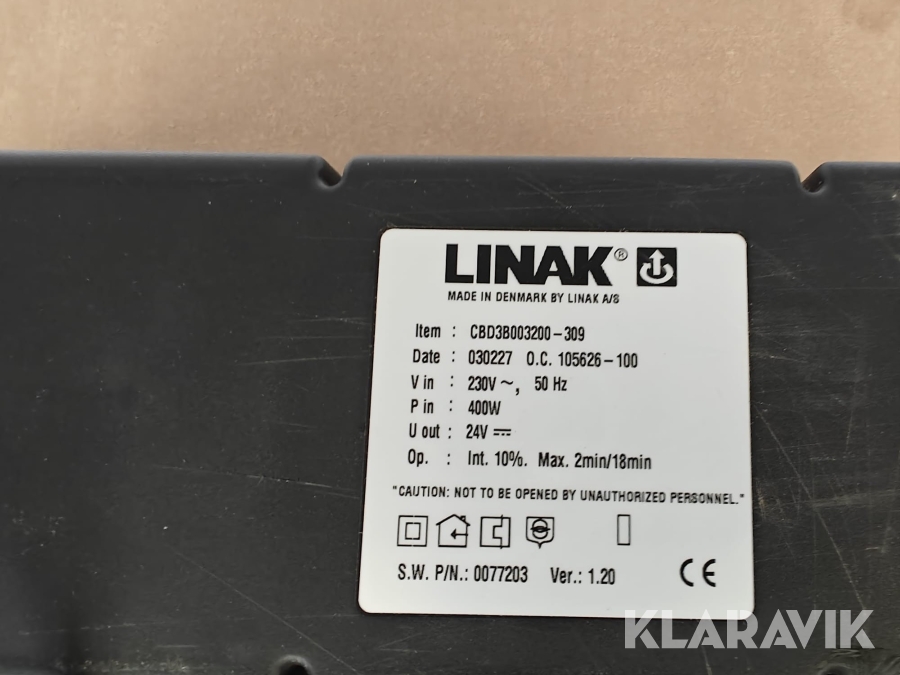 LINAK®
MADE IN DENMARK BY LINAK A/S
Item : CBD3B003200-309
Date : 030227 O.C. 105626-100
V in : 230V ~, 50 Hz
P in : 400W
U out : 24V ⎓
Op. : Int. 10%. Max. 2min/18min
"CAUTION: NOT TO BE OPENED BY UNAUTHORIZED PERSONNEL."
S.W. P/N.: 0077203 Ver.: 1.20 CE
KLARAVIK